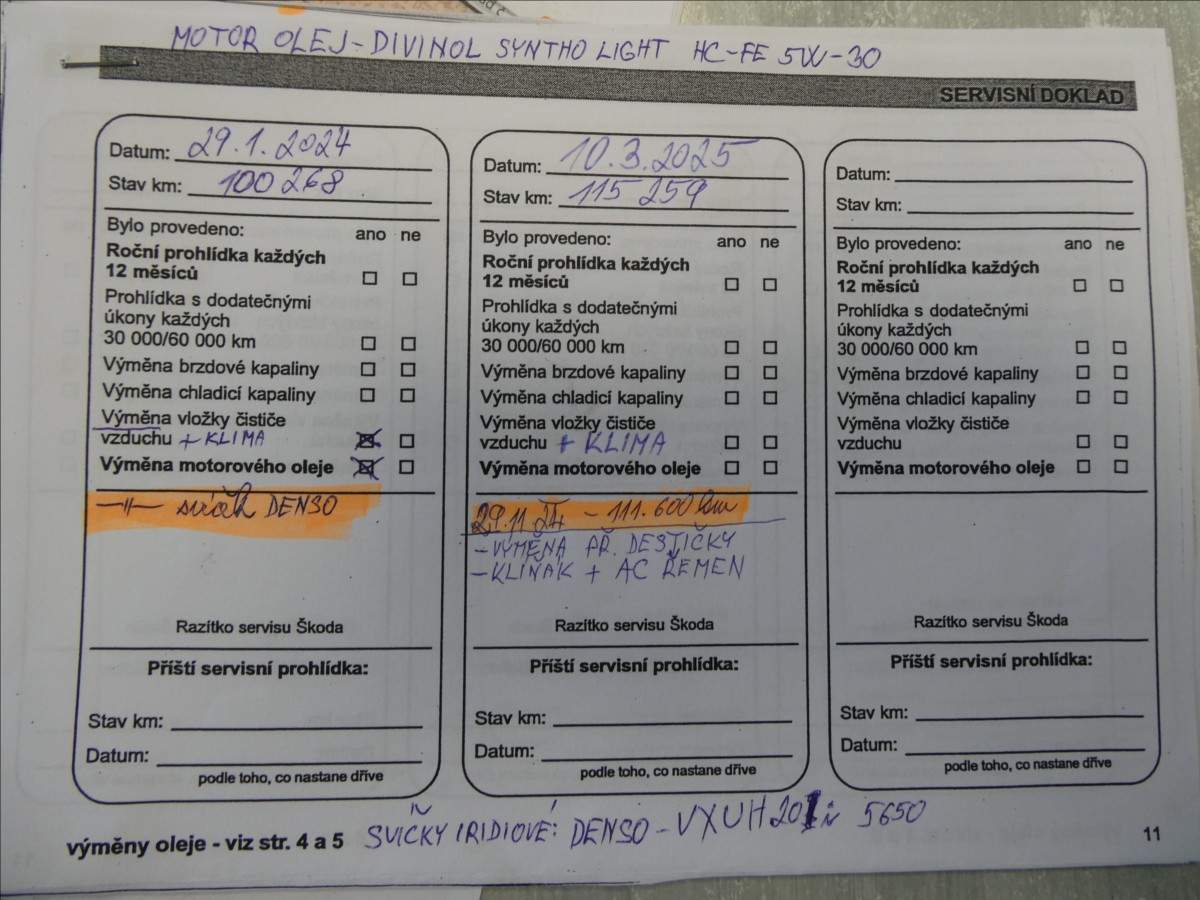 MOTOR OLEJ - DIVINOL SYNTHO LIGHT HC-FE 5W-30
SERVISNÍ DOKLAD
Datum: 29.1.2024
Stav km: 100268
Bylo provedeno: ano ne
Roční prohlídka každých
12 měsíců
Prohlídka s dodatečnými
úkony každých
30 000/60 000 km
Výměna brzdové kapaliny
Výměna chladicí kapaliny
Výměna vložky čističe
vzduchu + KLIMA
Výměna motorového oleje
—"— svíček DENSO
Razítko servisu Škoda
Příští servisní prohlídka:
Stav km:
Datum:
podle toho, co nastane dříve
Datum: 10.3.2025
Stav km: 115 259
Bylo provedeno: ano ne
Roční prohlídka každých
12 měsíců
Prohlídka s dodatečnými
úkony každých
30 000/60 000 km
Výměna brzdové kapaliny
Výměna chladicí kapaliny
Výměna vložky čističe
vzduchu + KLIMA
Výměna motorového oleje
29.11 24 - 111.600 km
- VÝMĚNA PŘ. DESTIČKY
- KLIŇÁK + AC ŘEMEN
Razítko servisu Škoda
Příští servisní prohlídka:
Stav km:
Datum:
podle toho, co nastane dříve
Datum:
Stav km:
Bylo provedeno: ano ne
Roční prohlídka každých
12 měsíců
Prohlídka s dodatečnými
úkony každých
30 000/60 000 km
Výměna brzdové kapaliny
Výměna chladicí kapaliny
Výměna vložky čističe
vzduchu
Výměna motorového oleje
Razítko servisu Škoda
Příští servisní prohlídka:
Stav km:
Datum:
podle toho, co nastane dříve
výměny oleje - viz str. 4 a 5
SVÍČKY IRIDIOVÉ: DENSO - VXUH20I č 5650
11